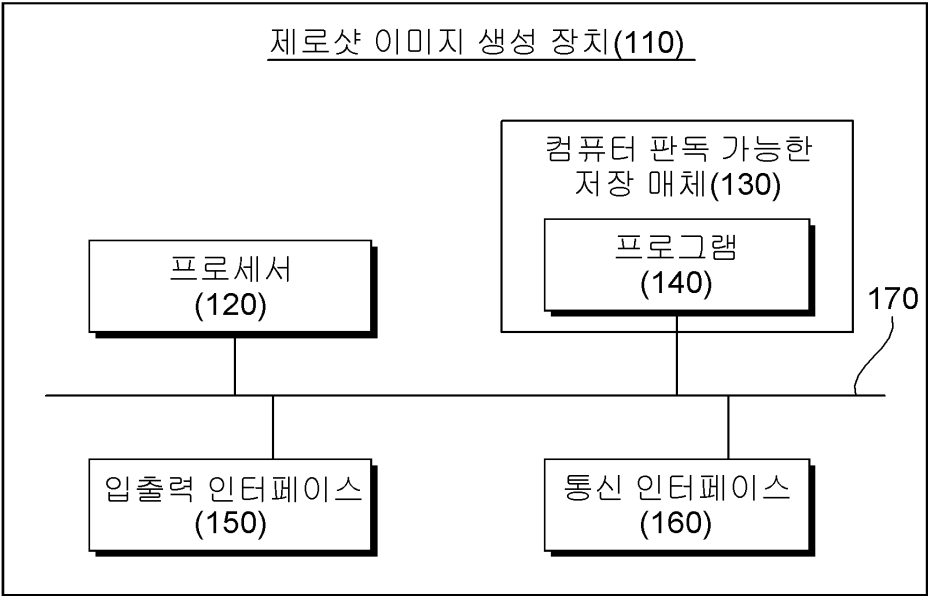 제로샷 이미지 생성 장치(110)
컴퓨터 판독 가능한
저장 매체(130)
프로그램
(140)
프로세서
(120)
170
입출력 인터페이스
(150)
통신 인터페이스
(160)